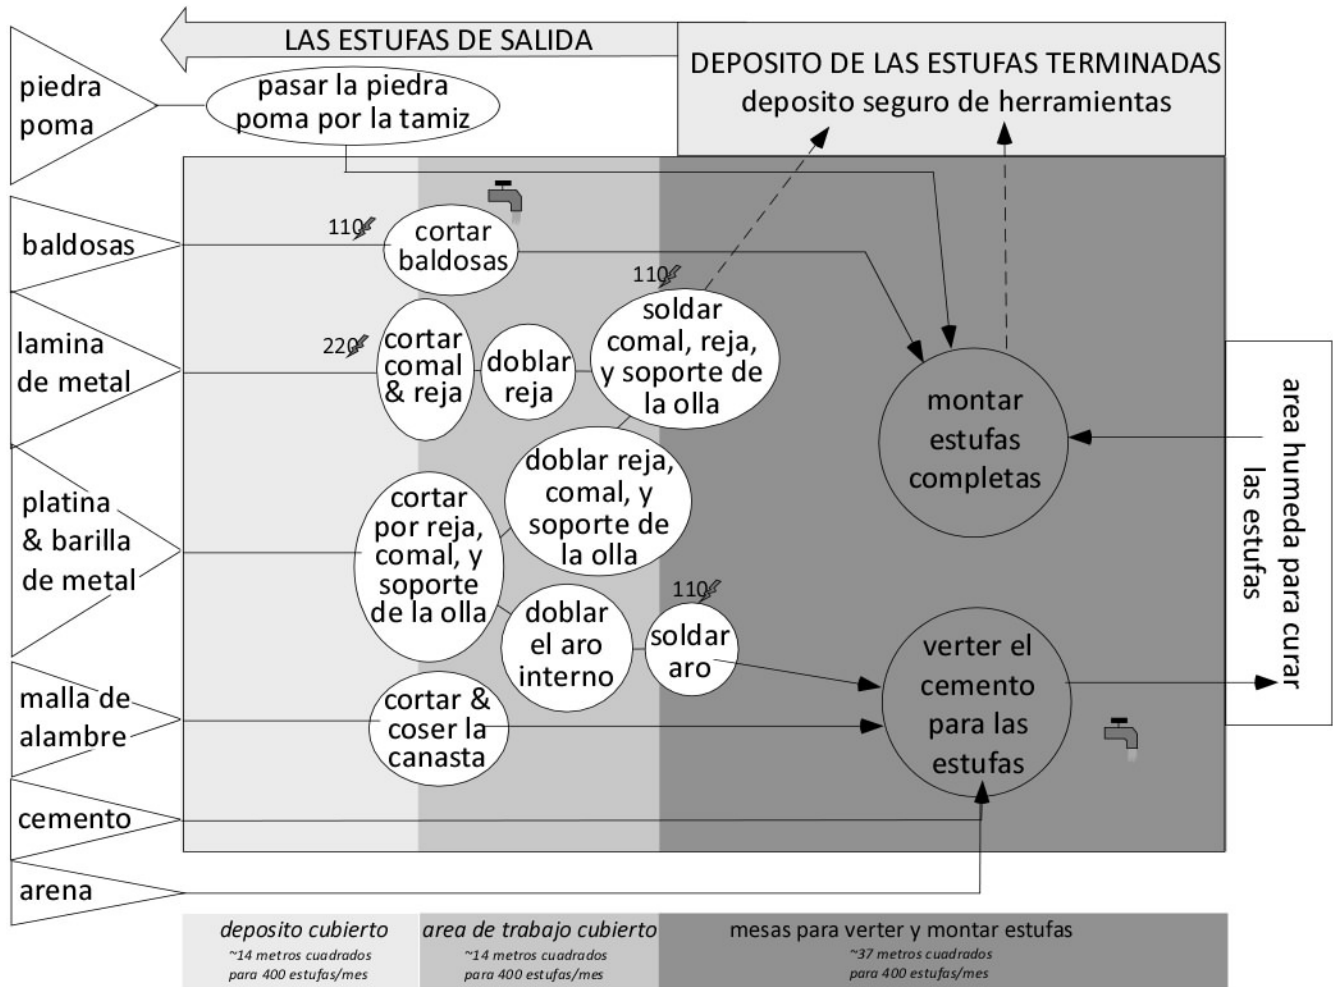 LAS ESTUFAS DE SALIDA
DEPOSITO DE LAS ESTUFAS TERMINADAS
deposito seguro de herramientas
piedra
poma
pasar la piedra
poma por la tamiz
baldosas
110
cortar
baldosas
lamina
de metal
220
cortar
comal
& reja
doblar
reja
110
soldar
comal, reja,
y soporte de
la olla
montar
estufas
completas
area humeda para curar
las estufas
platina
& barilla
de metal
cortar
por reja,
comal, y
soporte
de la olla
doblar reja,
comal, y
soporte de
la olla
doblar
el aro
interno
110
soldar
aro
verter el
cemento
para las
estufas
malla de
alambre
cortar &
coser la
canasta
cemento
arena
deposito cubierto
~14 metros cuadrados
para 400 estufas/mes
area de trabajo cubierto
~14 metros cuadrados
para 400 estufas/mes
mesas para verter y montar estufas
~37 metros cuadrados
para 400 estufas/mes